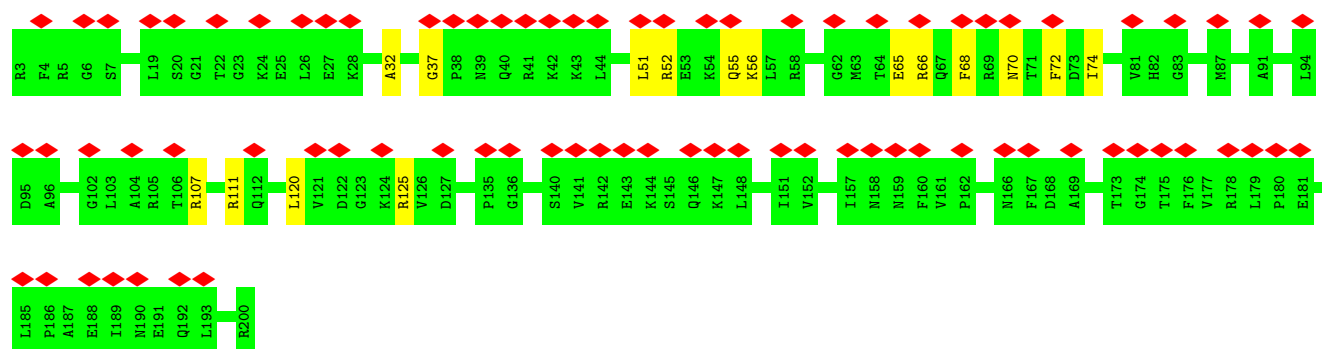 R3 F4 R5 G6 S7 L19 S20 G21 T22 G23 K24 E25 L26 E27 K28 A32 G37 P38 N39 Q40 R41 K42 K43 L44 L51 R52 E53 K54 Q55 K56 L57 R58 G62 M63 T64 E65 R66 Q67 F68 R69 N70 T71 F72 D73 I74 V81 H82 G83 M87 A91 L94
D95 A96 G102 L103 A104 R105 T106 R107 R111 Q112 L120 V121 D122 G123 K124 R125 V126 D127 P135 G136 S140 V141 R142 E143 K144 S145 Q146 K147 L148 I151 V152 I157 N158 N159 F160 V161 P162 N166 F167 D168 A169 T173 G174 T175 F176 V177 R178 L179 P180 E181
L185 P186 A187 E188 I189 N190 E191 Q192 L193 R200